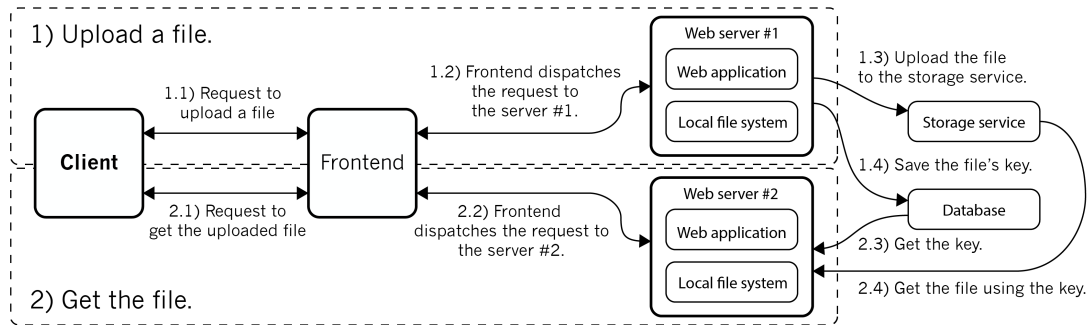 1) Upload a file.
1.1) Request to
upload a file
1.2) Frontend dispatches
the request to
the server #1.
Web server #1
Web application
Local file system
1.3) Upload the file
to the storage service.
Storage service
Client
Frontend
1.4) Save the file’s key.
2.1) Request to
get the uploaded file
2.2) Frontend
dispatches the request to
the server #2.
Web server #2
Web application
Local file system
Database
2.3) Get the key.
2.4) Get the file using the key.
2) Get the file.